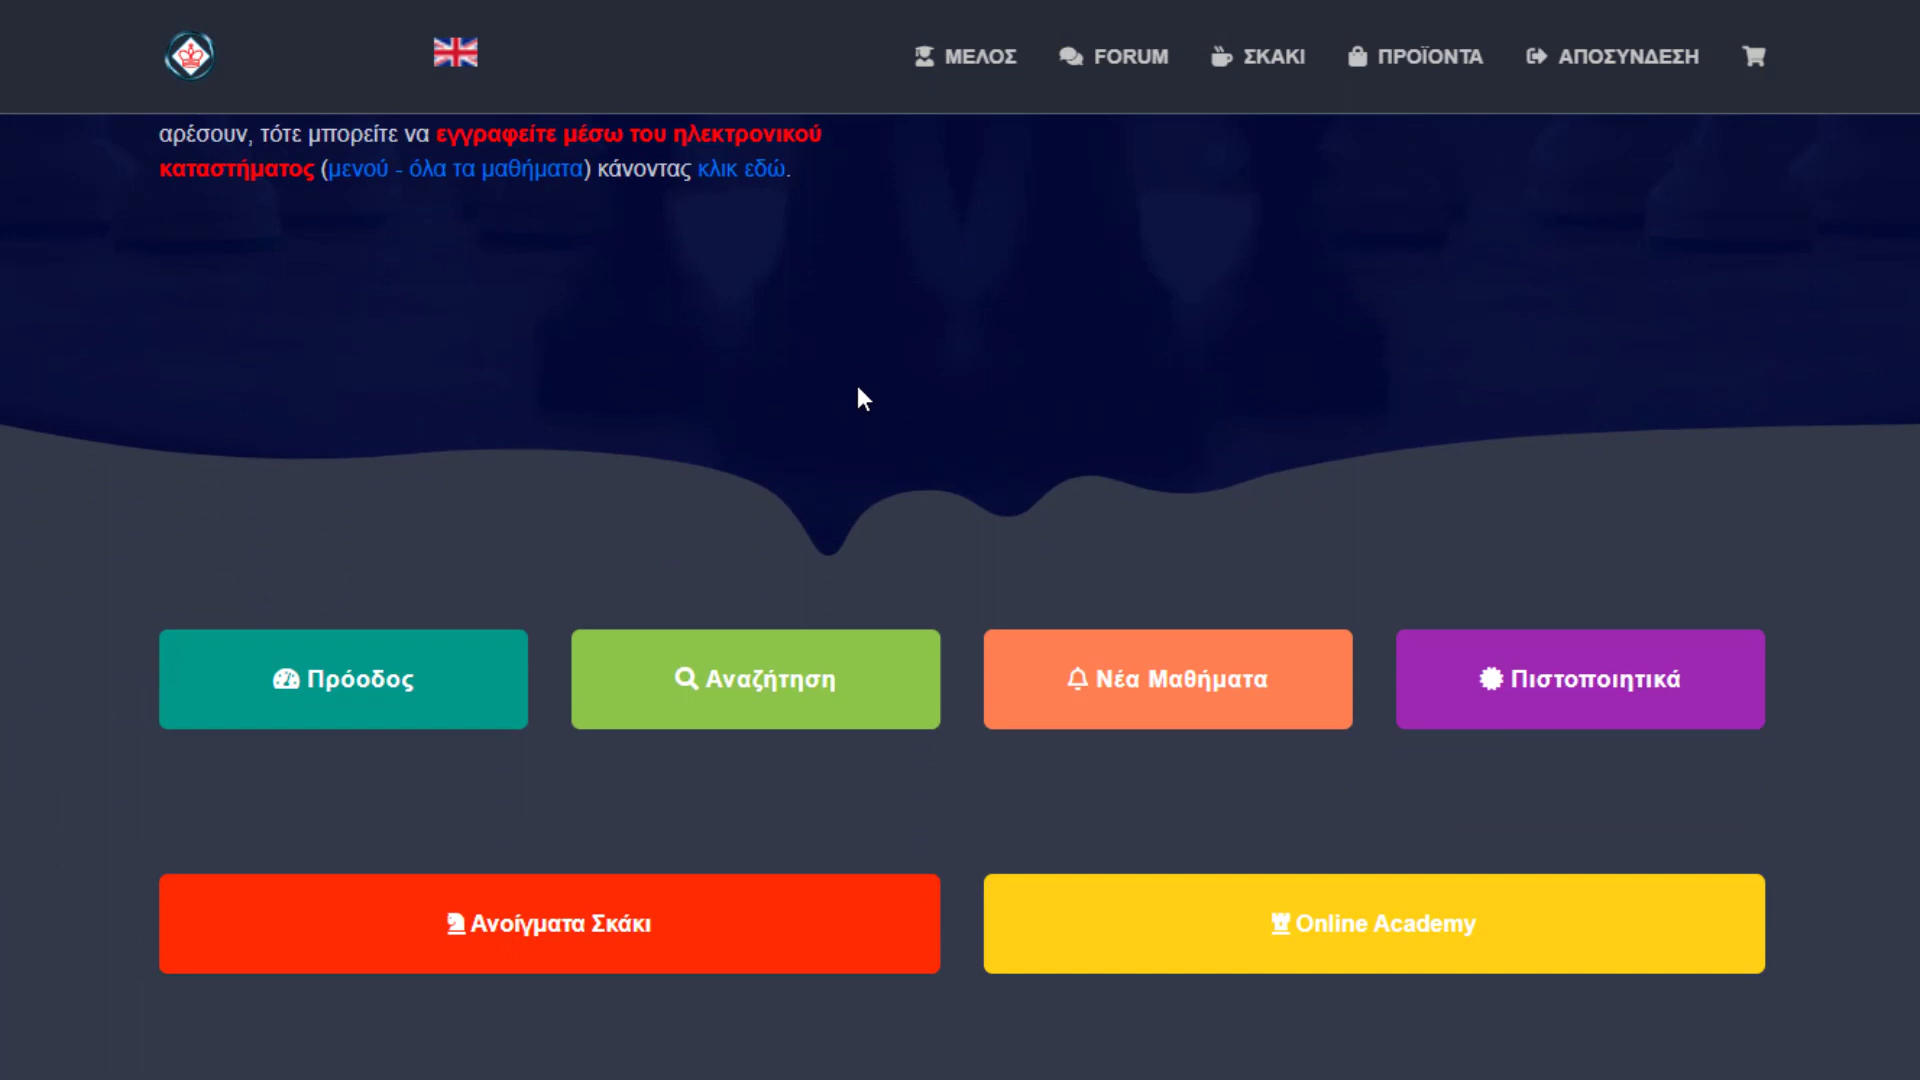 ΜΕΛΟΣ FORUM ΣΚΑΚΙ ΠΡΟΪΟΝΤΑ ΑΠΟΣΥΝΔΕΣΗ
αρέσουν, τότε μπορείτε να εγγραφείτε μέσω του ηλεκτρονικού
καταστήματος (μενού - όλα τα μαθήματα) κάνοντας κλικ εδώ.
Πρόοδος Αναζήτηση Νέα Μαθήματα Πιστοποιητικά
Ανοίγματα Σκάκι Online Academy